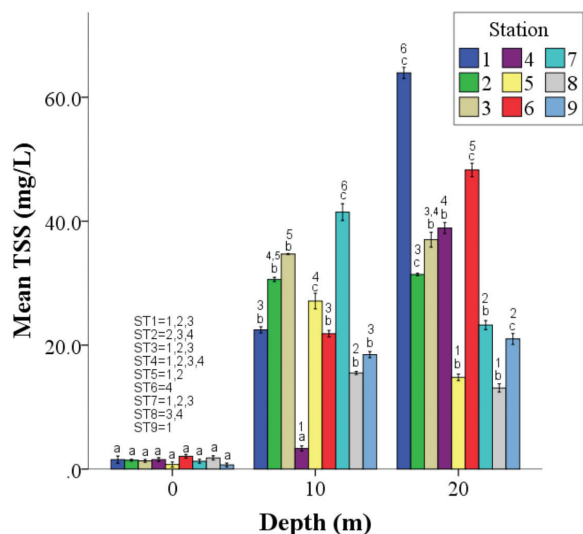 Station
1 4 7
2 5 8
3 6 9
Mean TSS (mg/L)
60.0
40.0
20.0
.0
ST1=1,2,3
ST2=2,3,4
ST3=1,2,3
ST4=1,2,3,4
ST5=1,2
ST6=4
ST7=1,2,3
ST8=3,4
ST9=1
a a a a a a a a a
3 4,5 5 1 4 3 6 2 3
b b b a c b c b b
6 3 3,4 4 1 5 2 1 2
c c b b b c b b c
0 10 20
Depth (m)